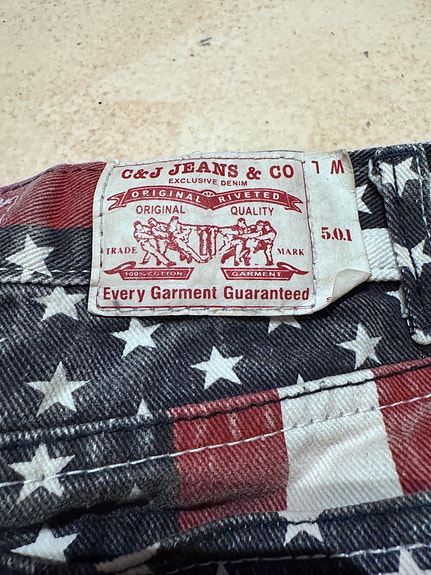 C&J JEANS & CO
EXCLUSIVE DENIM
ORIGINAL RIVETED
ORIGINAL QUALITY
TRADE MARK
100% COTTON GARMENT
Every Garment Guaranteed
7 M
5.0.1